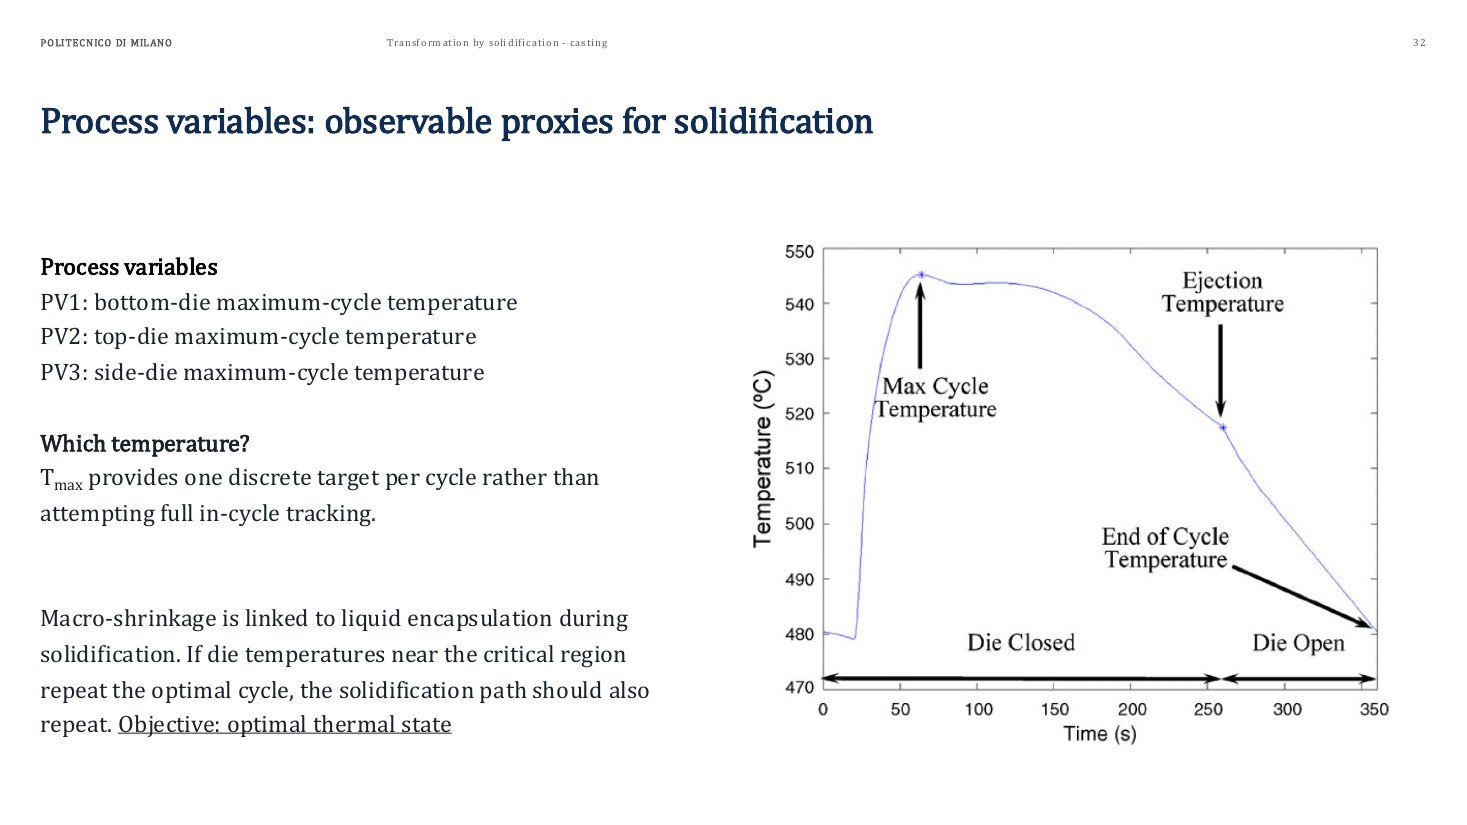 POLITECNICO DI MILANO
Transformation by solidification - casting
32
Process variables: observable proxies for solidification
Process variables
PV1: bottom-die maximum-cycle temperature
PV2: top-die maximum-cycle temperature
PV3: side-die maximum-cycle temperature
Which temperature?
Tmax provides one discrete target per cycle rather than
attempting full in-cycle tracking.
Macro-shrinkage is linked to liquid encapsulation during
solidification. If die temperatures near the critical region
repeat the optimal cycle, the solidification path should also
repeat. Objective: optimal thermal state
Temperature (ºC)
550
540
530
520
510
500
490
480
470
Max Cycle
Temperature
Ejection
Temperature
End of Cycle
Temperature
Die Closed
Die Open
0
50
100
150
200
250
300
350
Time (s)